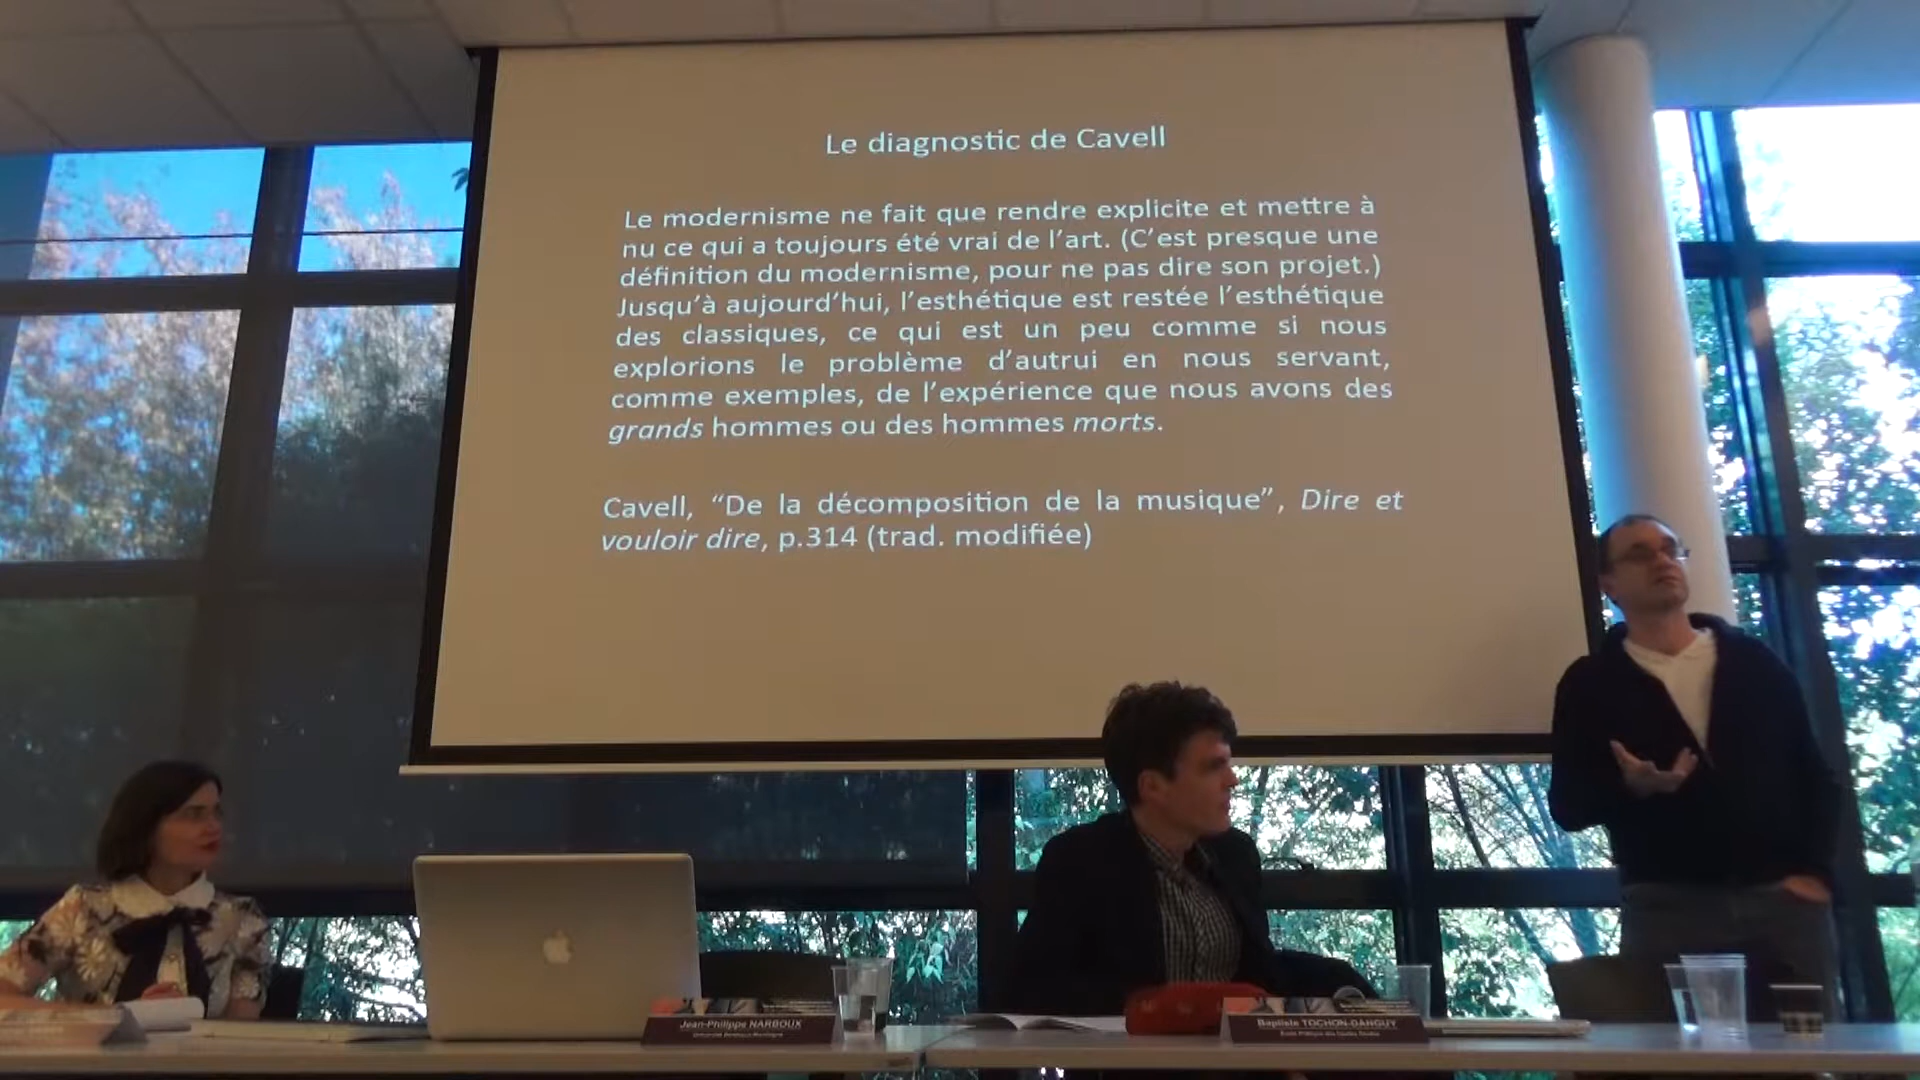 Le diagnostic de Cavell
Le modernisme ne fait que rendre explicite et mettre à
nu ce qui a toujours été vrai de l’art. (C’est presque une
définition du modernisme, pour ne pas dire son projet.)
Jusqu’à aujourd’hui, l’esthétique est restée l’esthétique
des classiques, ce qui est un peu comme si nous
explorions le problème d’autrui en nous servant,
comme exemples, de l’expérience que nous avons des
grands hommes ou des hommes morts.
Cavell, “De la décomposition de la musique”, Dire et
vouloir dire, p.314 (trad. modifiée)
Jean-Philippe NARBOUX
Université Bordeaux-Montaigne
Baptiste TOCHON-DANGUY